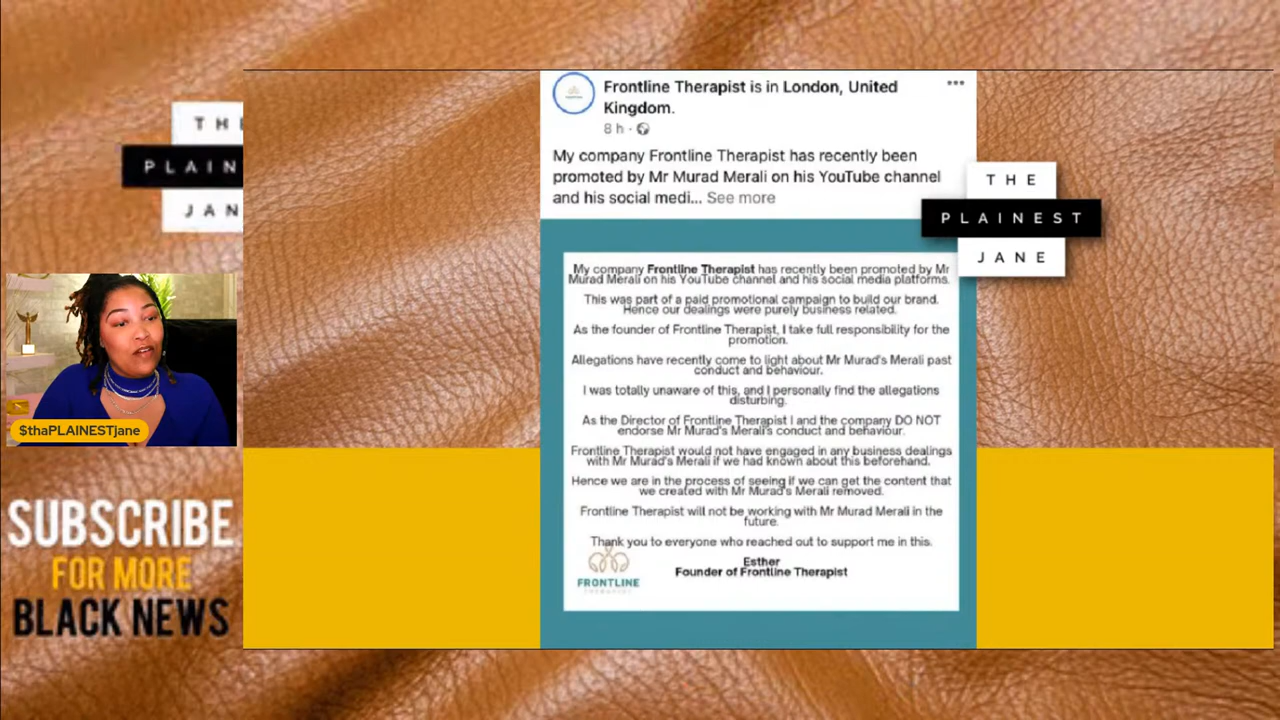 THE
PLAIN
JAN
$thaPLAINESTjane
SUBSCRIBE
FOR MORE
BLACK NEWS
Frontline Therapist is in London, United
Kingdom.
8 h ·
My company Frontline Therapist has recently been
promoted by Mr Murad Merali on his YouTube channel
and his social medi... See more
THE
PLAINEST
JANE
My company Frontline Therapist has recently been promoted by Mr
Murad Merali on his YouTube channel and his social media platforms.
This was part of a paid promotional campaign to build our brand.
Hence our dealings were purely business related.
As the founder of Frontline Therapist, I take full responsibility for the
promotion.
Allegations have recently come to light about Mr Murad's Merali past
conduct and behaviour.
I was totally unaware of this, and I personally find the allegations
disturbing.
As the Director of Frontline Therapist I and the company DO NOT
endorse Mr Murad's Merali's conduct and behaviour.
Frontline Therapist would not have engaged in any business dealings
with Mr Murad's Merali if we had known about this beforehand.
Hence we are in the process of seeing if we can get the content that
we created with Mr Murad's Merali removed.
Frontline Therapist will not be working with Mr Murad Merali in the
future.
Thank you to everyone who reached out to support me in this.
Esther
Founder of Frontline Therapist
FRONTLINE
THERAPIST